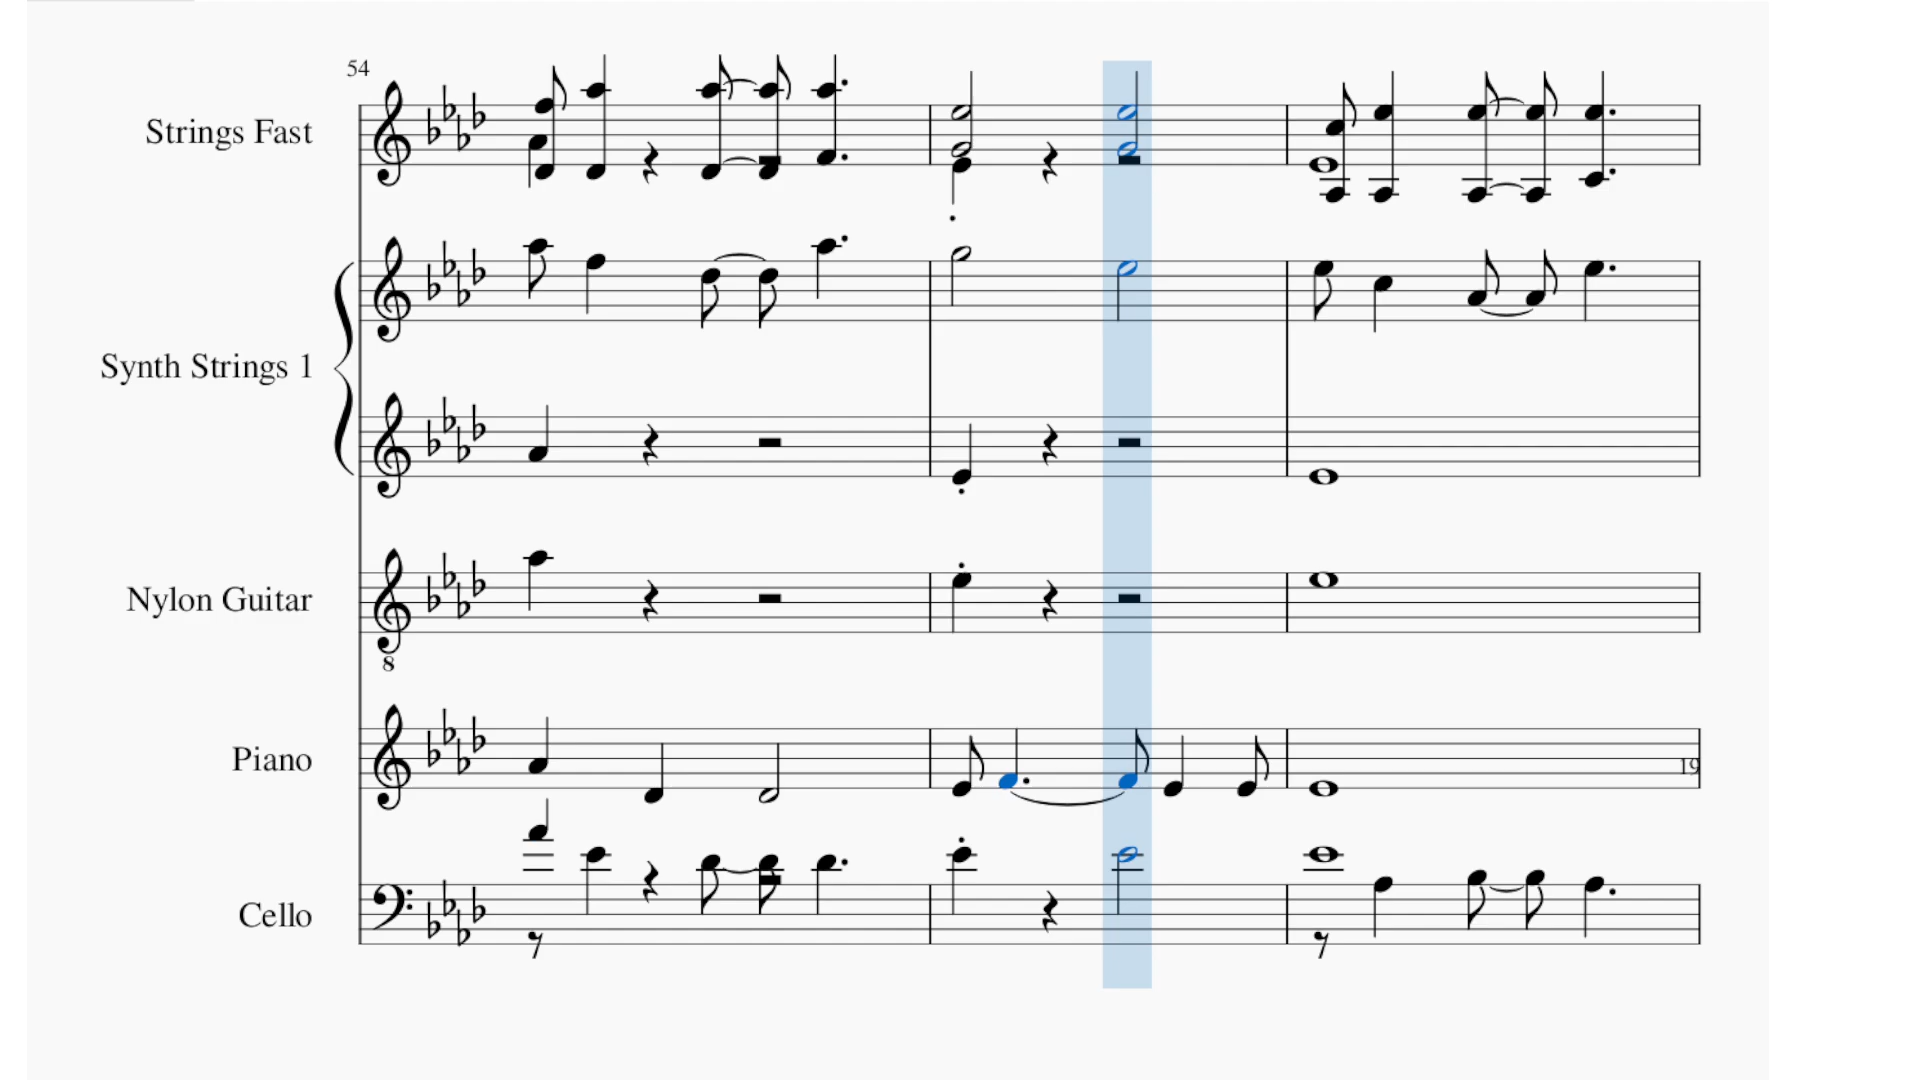 54
Strings Fast
Synth Strings 1
Nylon Guitar
8
Piano
19
Cello